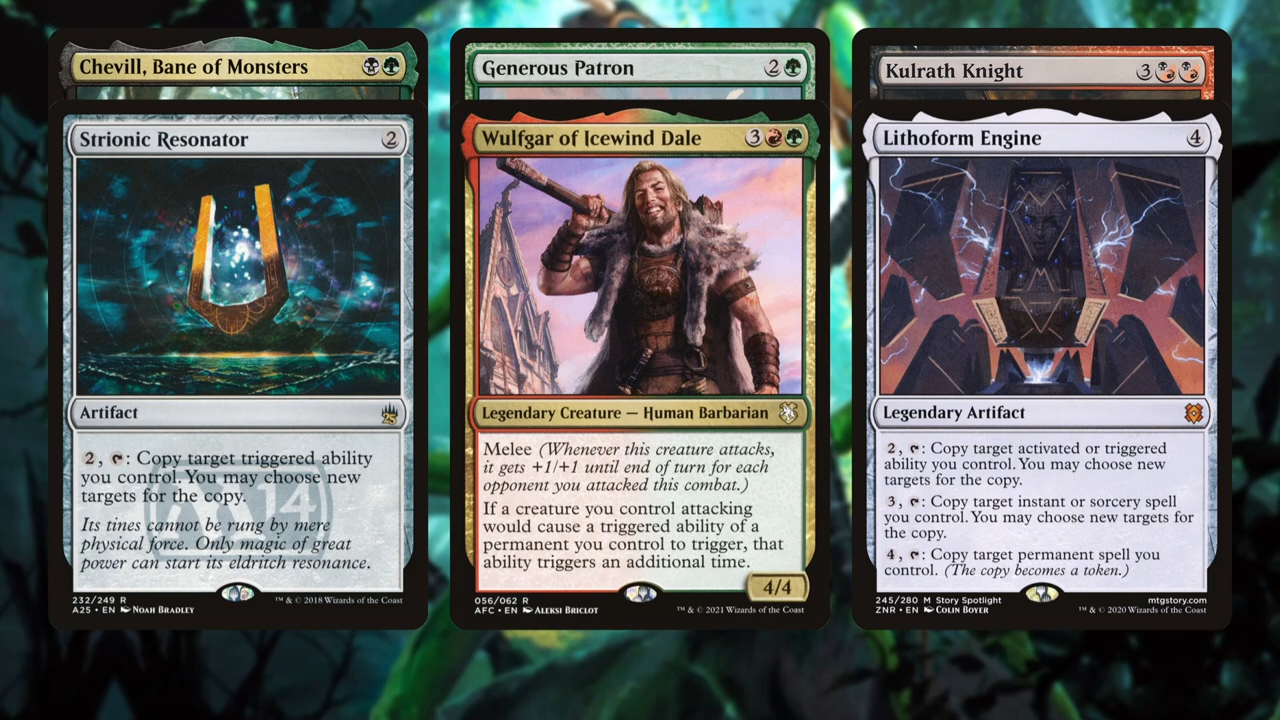 Chevill, Bane of Monsters
Strionic Resonator 2
Artifact
2, T: Copy target triggered ability
you control. You may choose new
targets for the copy.
Its tines cannot be rung by mere
physical force. Only magic of great
power can start its eldritch resonance.
232/249 R
A25 • EN Noah Bradley
™ & © 2018 Wizards of the Coast
Generous Patron 2
Wulfgar of Icewind Dale 3
Legendary Creature — Human Barbarian
Melee (Whenever this creature attacks,
it gets +1/+1 until end of turn for each
opponent you attacked this combat.)
If a creature you control attacking
would cause a triggered ability of a
permanent you control to trigger, that
ability triggers an additional time.
4/4
056/062 R
AFC • EN Aleksi Briclot
™ & © 2021 Wizards of the Coast
Kulrath Knight 3
Lithoform Engine 4
Legendary Artifact
2, T: Copy target activated or triggered
ability you control. You may choose new
targets for the copy.
3, T: Copy target instant or sorcery spell
you control. You may choose new targets for
the copy.
4, T: Copy target permanent spell you
control. (The copy becomes a token.)
245/280 M Story Spotlight
ZNR • EN Colin Boyer
mtgstory.com
™ & © 2020 Wizards of the Coast